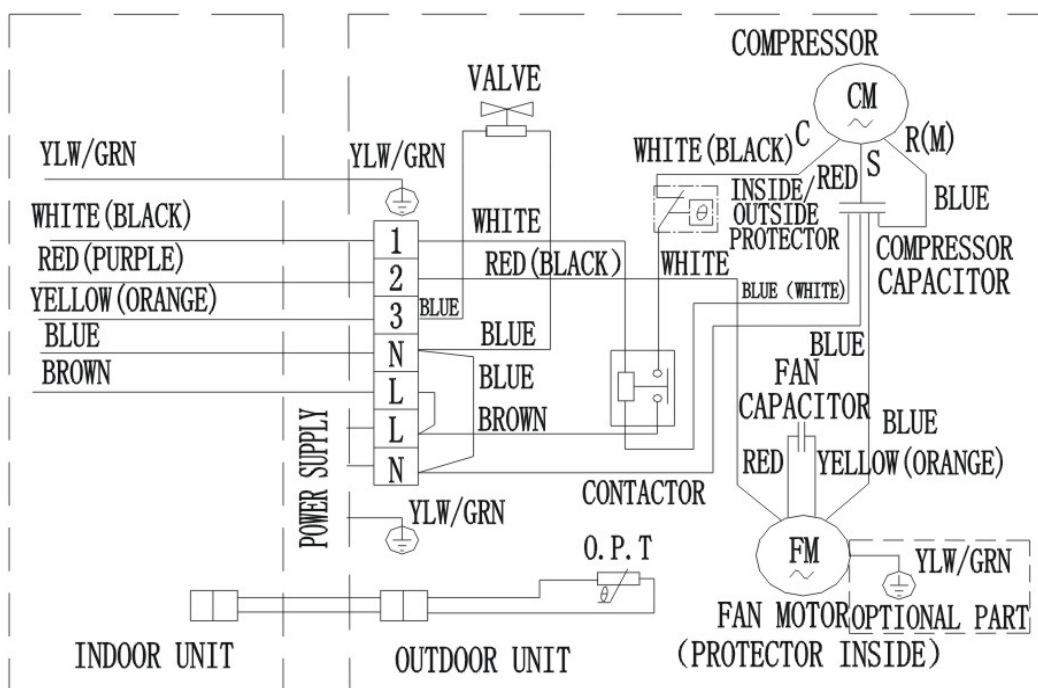 COMPRESSOR
VALVE
CM
C
R(M)
S
YLW/GRN
YLW/GRN
WHITE(BLACK)
RED
INSIDE/
OUTSIDE
PROTECTOR
θ
BLUE
WHITE(BLACK)
1
WHITE
RED(PURPLE)
2
RED(BLACK)
WHITE
COMPRESSOR
CAPACITOR
YELLOW(ORANGE)
3
BLUE
BLUE (WHITE)
BLUE
N
BLUE
BLUE
BROWN
L
BLUE
FAN
CAPACITOR
L
BROWN
BLUE
N
RED
YELLOW(ORANGE)
POWER SUPPLY
CONTACTOR
YLW/GRN
O.P.T
θ
FM
YLW/GRN
FAN MOTOR
OPTIONAL PART
(PROTECTOR INSIDE)
INDOOR UNIT
OUTDOOR UNIT